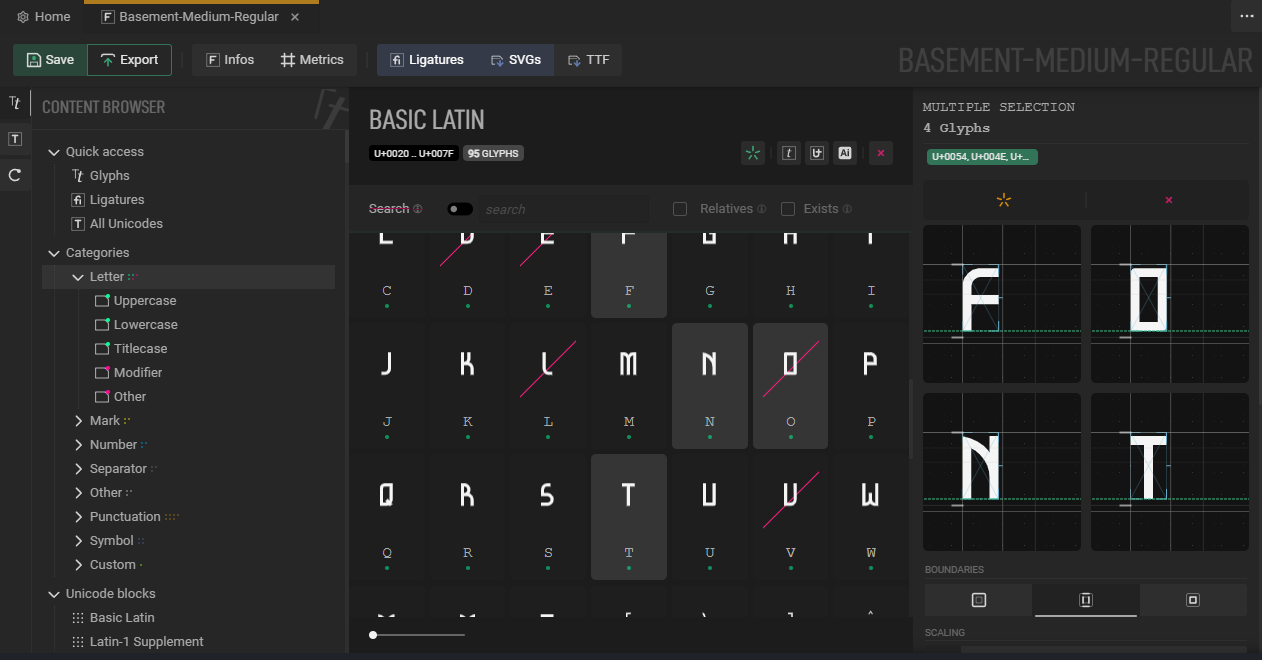 Home
Basement-Medium-Regular
Save
Export
Infos
Metrics
Ligatures
SVGs
TTF
BASEMENT-MEDIUM-REGULAR
CONTENT BROWSER
Quick access
Glyphs
Ligatures
All Unicodes
Categories
Letter
Uppercase
Lowercase
Titlecase
Modifier
Other
Mark
Number
Separator
Other
Punctuation
Symbol
Custom
Unicode blocks
Basic Latin
Latin-1 Supplement
BASIC LATIN
U+0020 .. U+007F 95 GLYPHS
Search search Relatives Exists
C D E F G H I
J K L M N O P
J K L M N O P
Q R S T U V W
Q R S T U V W
MULTIPLE SELECTION
4 Glyphs
U+0054, U+004E, U+...
F O
N T
BOUNDARIES
SCALING